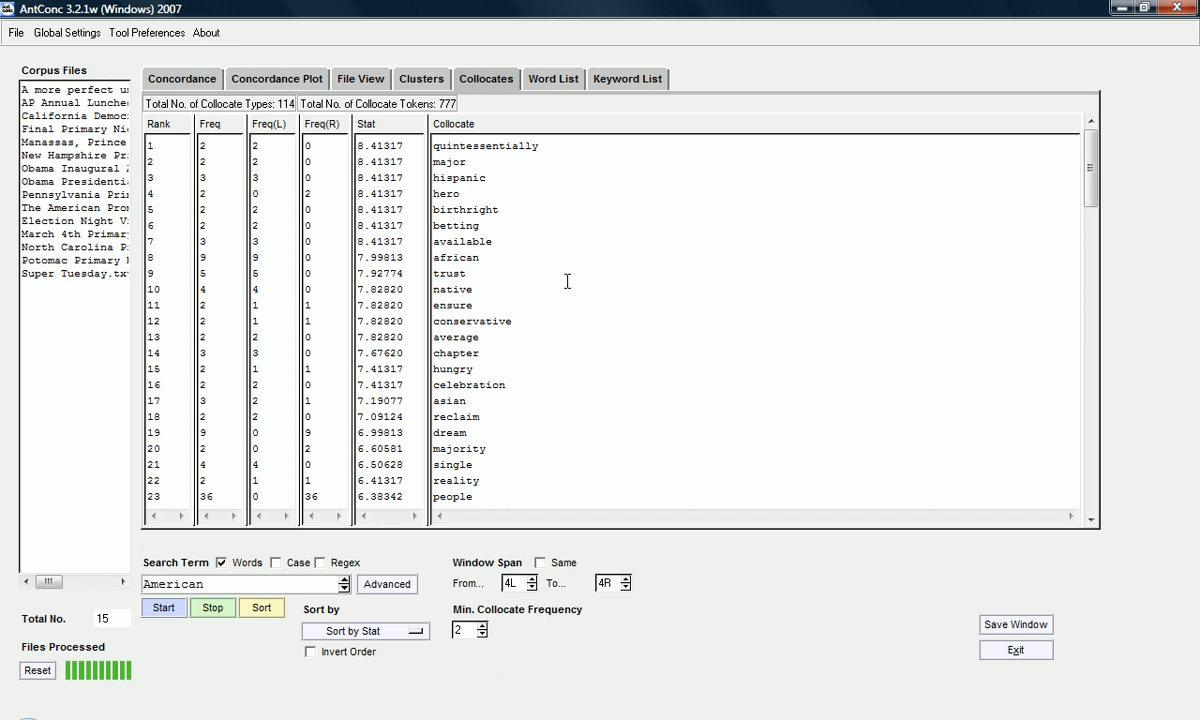 AntConc 3.2.1w (Windows) 2007
File Global Settings Tool Preferences About
Corpus Files
A more perfect u
AP Annual Lunche
California Democ
Final Primary Ni
Manassas, Prince
New Hampshire Pr
Obama Inaugural
Obama Presidenti
Pennsylvania Pri
The American Pro
Election Night V
March 4th Primar
North Carolina P
Potomac Primary
Super Tuesday.tx
Total No. 15
Files Processed
Reset
Concordance Concordance Plot File View Clusters Collocates Word List Keyword List
Total No. of Collocate Types: 114 Total No. of Collocate Tokens: 777
Rank Freq Freq(L) Freq(R) Stat Collocate
1 2 2 0 8.41317 quintessentially
2 2 2 0 8.41317 major
3 3 3 0 8.41317 hispanic
4 2 0 2 8.41317 hero
5 2 2 0 8.41317 birthright
6 2 2 0 8.41317 betting
7 3 3 0 8.41317 available
8 9 9 0 7.99813 african
9 5 5 0 7.92774 trust
10 4 4 0 7.82820 native
11 2 1 1 7.82820 ensure
12 2 1 1 7.82820 conservative
13 2 2 0 7.82820 average
14 3 3 0 7.67620 chapter
15 2 1 1 7.41317 hungry
16 2 2 0 7.41317 celebration
17 3 2 1 7.19077 asian
18 2 2 0 7.09124 reclaim
19 9 0 9 6.99813 dream
20 2 0 2 6.60581 majority
21 4 4 0 6.50628 single
22 2 1 1 6.41317 reality
23 36 0 36 6.38342 people
Search Term Words Case Regex
American Advanced
Start Stop Sort
Sort by
Sort by Stat
Invert Order
Window Span Same
From... 4L To... 4R
Min. Collocate Frequency
2
Save Window
Exit